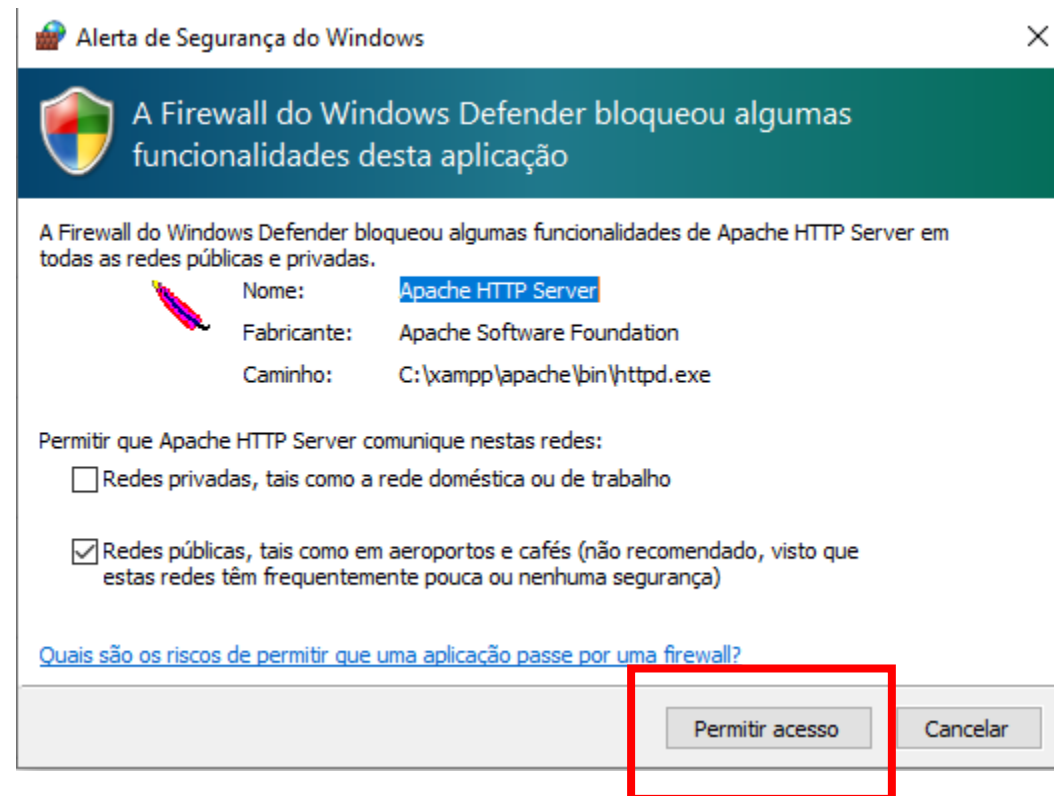 Alerta de Segurança do Windows
A Firewall do Windows Defender bloqueou algumas
funcionalidades desta aplicação
A Firewall do Windows Defender bloqueou algumas funcionalidades de Apache HTTP Server em
todas as redes públicas e privadas.
Nome: Apache HTTP Server
Fabricante: Apache Software Foundation
Caminho: C:\xampp\apache\bin\httpd.exe
Permitir que Apache HTTP Server comunique nestas redes:
Redes privadas, tais como a rede doméstica ou de trabalho
Redes públicas, tais como em aeroportos e cafés (não recomendado, visto que
estas redes têm frequentemente pouca ou nenhuma segurança)
Quais são os riscos de permitir que uma aplicação passe por uma firewall?
Permitir acesso Cancelar